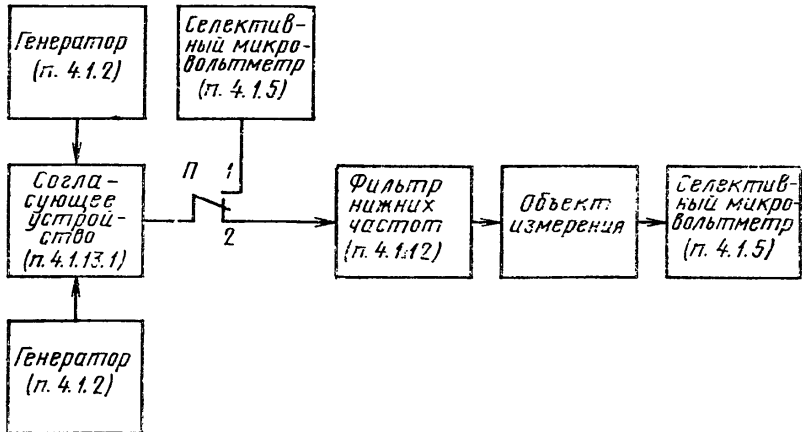 Генератор
(п. 4.1.2)
Селектив-
ный микро-
вольтметр
(п. 4.1.5)
Согла-
сующее
устрой-
ство
(п.4.1.13.1)
П
1
2
Фильтр
нижних
частот
(п. 4.1.12)
Объект
измерения
Селектив-
ный микро-
вольтметр
(п. 4.1.5)
Генератор
(п. 4.1.2)